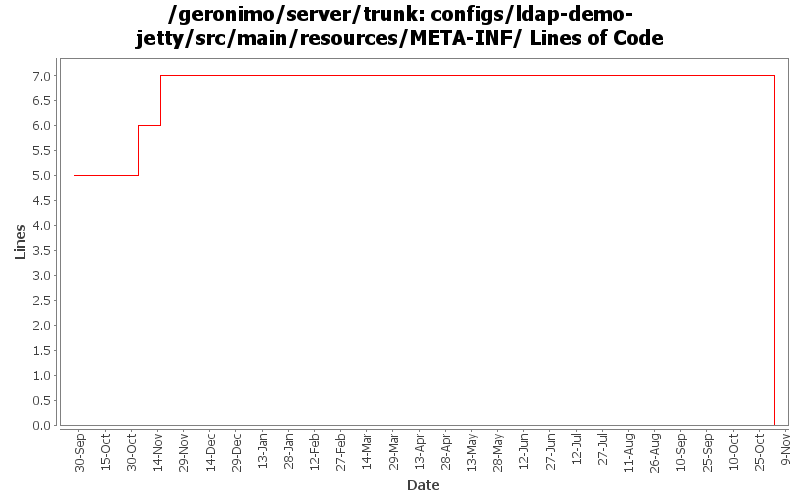 /geronimo/server/trunk: configs/ldap-demo-
jetty/src/main/resources/META-INF/ Lines of Code
7.0
6.5
6.0
5.5
5.0
4.5
4.0
3.5
3.0
2.5
2.0
1.5
1.0
0.5
0.0
Lines
30-Sep
15-Oct
30-Oct
14-Nov
29-Nov
14-Dec
29-Dec
13-Jan
28-Jan
12-Feb
27-Feb
14-Mar
29-Mar
13-Apr
28-Apr
13-May
28-May
12-Jun
27-Jun
12-Jul
27-Jul
11-Aug
26-Aug
10-Sep
25-Sep
10-Oct
25-Oct
9-Nov
Date